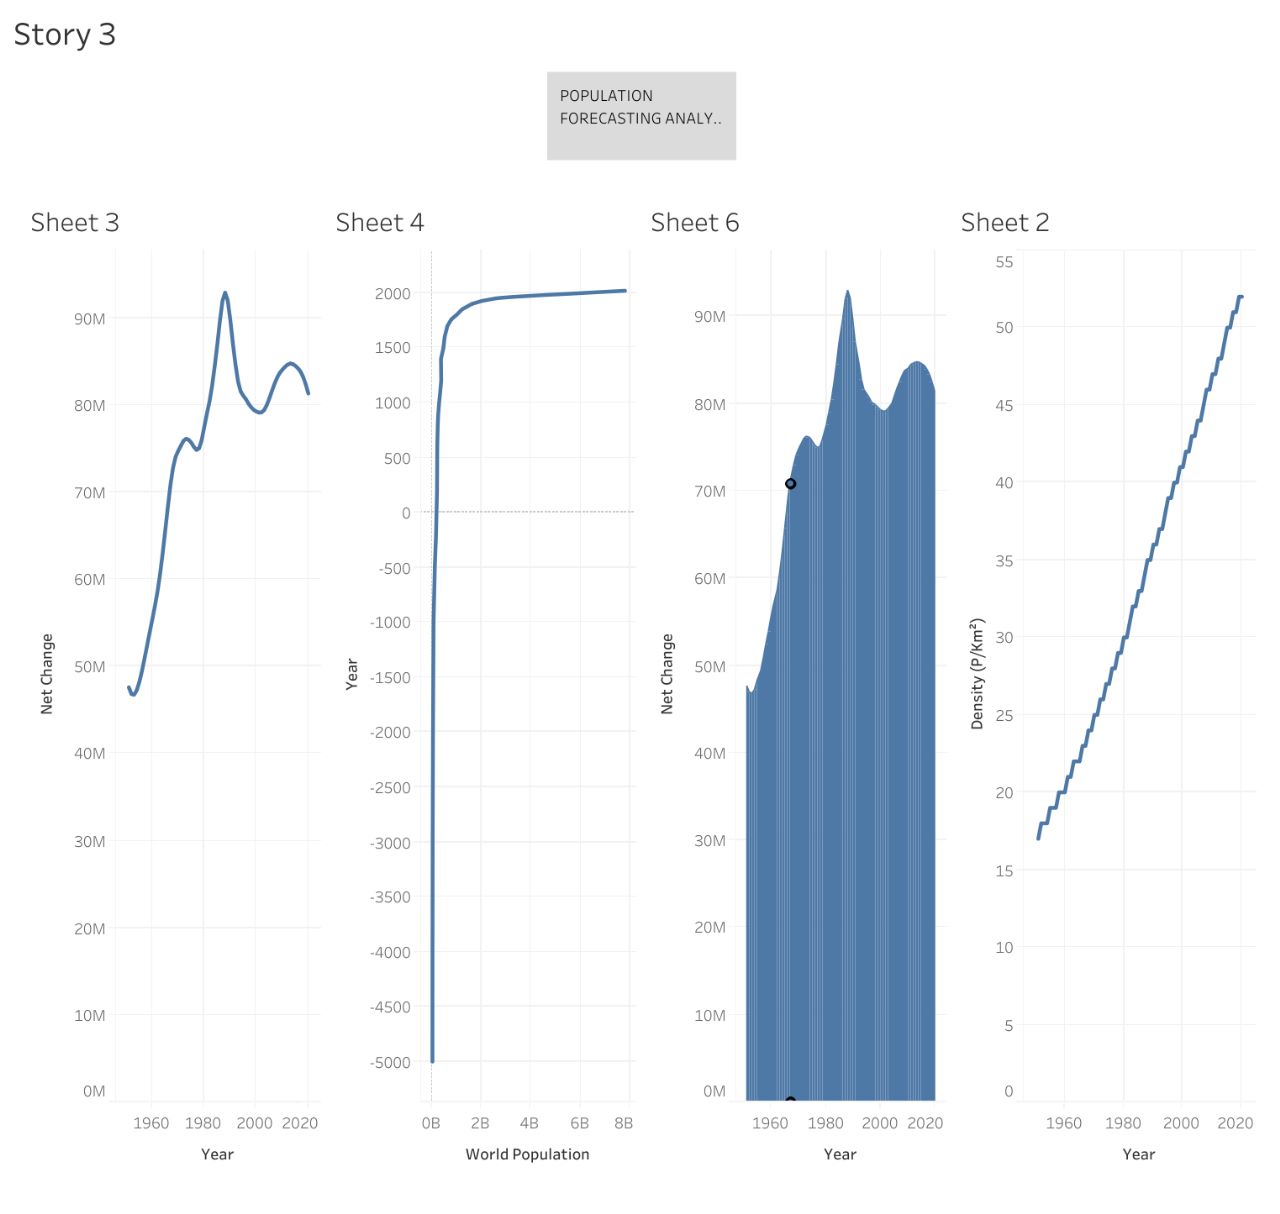 Story 3
POPULATION
FORECASTING ANALY..
Sheet 3
Sheet 4
Sheet 6
Sheet 2
90M
80M
70M
60M
50M
40M
30M
20M
10M
0M
Net Change
1960 1980 2000 2020
Year
2000
1500
1000
500
0
-500
-1000
-1500
-2000
-2500
-3000
-3500
-4000
-4500
-5000
Year
0B 2B 4B 6B 8B
World Population
90M
80M
70M
60M
50M
40M
30M
20M
10M
0M
Net Change
1960 1980 2000 2020
Year
55
50
45
40
35
30
25
20
15
10
5
0
Density (P/Km²)
1960 1980 2000 2020
Year